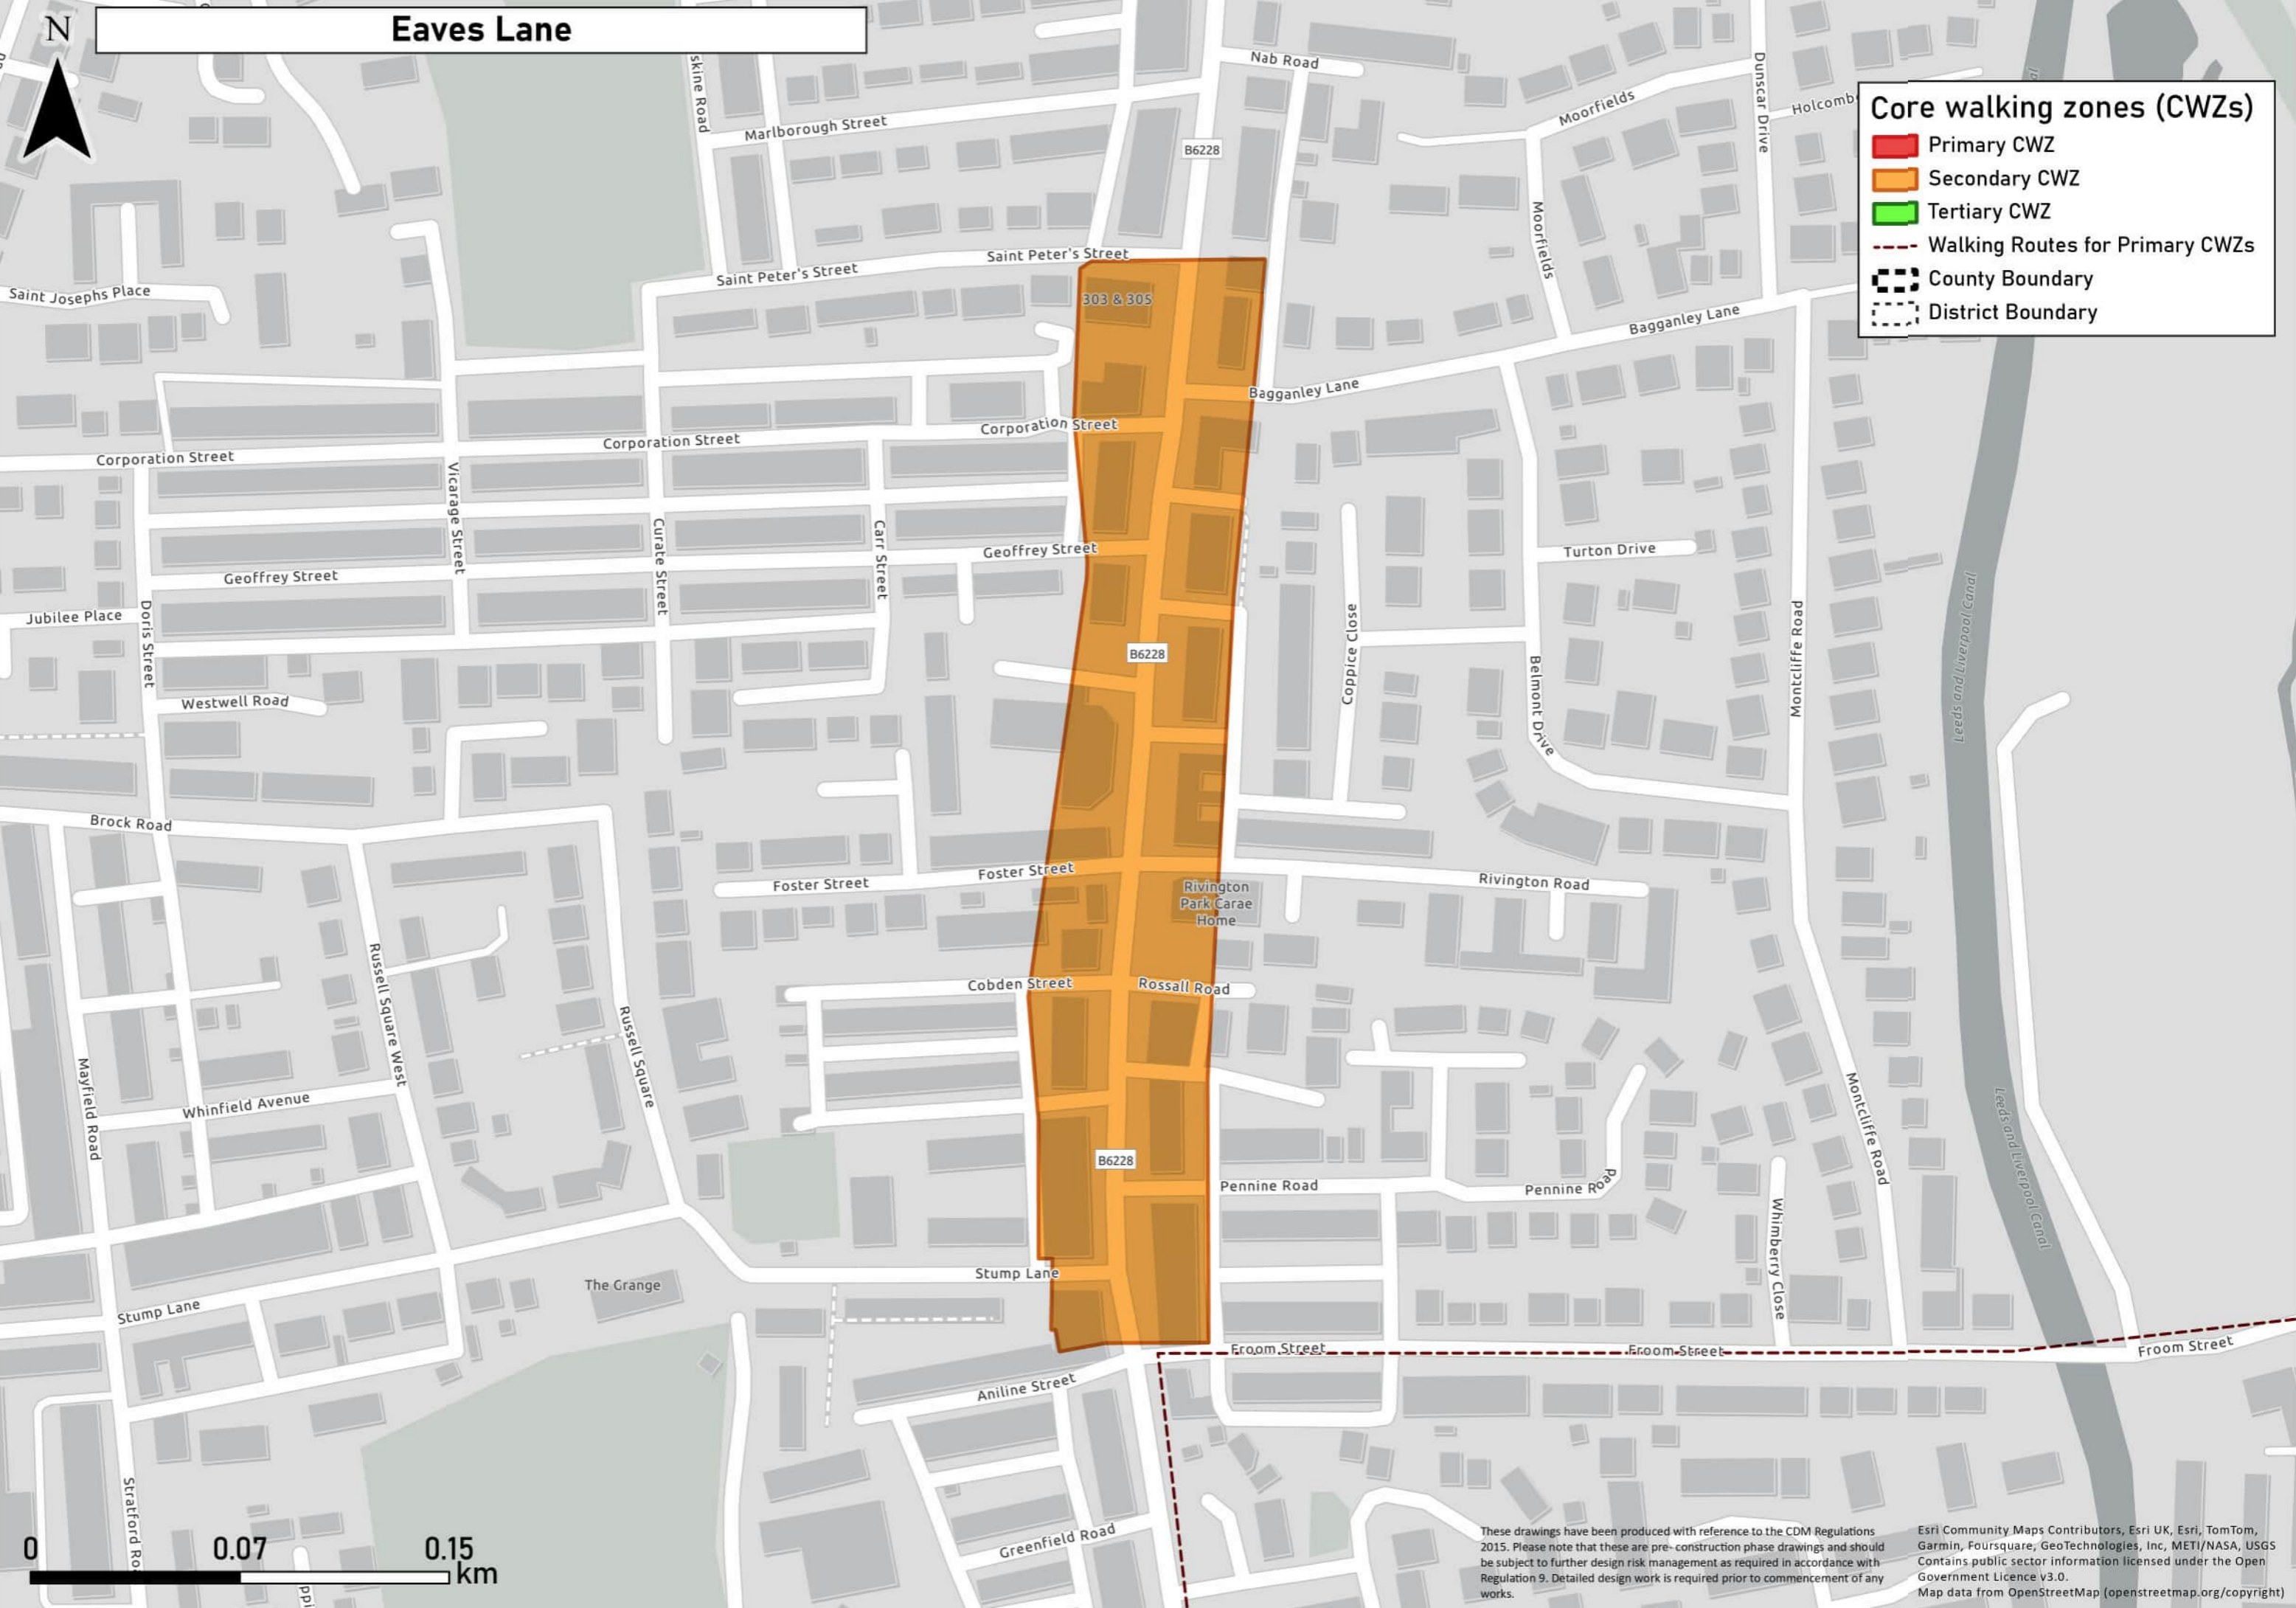 N
Eaves Lane
Core walking zones (CWZs)
Primary CWZ
Secondary CWZ
Tertiary CWZ
Walking Routes for Primary CWZs
County Boundary
District Boundary
Nab Road
skine Road
Marlborough Street
B6228
Moorfields
Dunscar Drive
Holcomb
Moorfields
Saint Peter's Street
Saint Peter's Street
Saint Josephs Place
303 & 305
Bagganley Lane
Bagganley Lane
Corporation Street
Corporation Street
Corporation Street
Vicarage Street
Curate Street
Carr Street
Geoffrey Street
Geoffrey Street
Turton Drive
Jubilee Place
Doris Street
B6228
Coppice Close
Belmont Drive
Montcliffe Road
Leeds and Liverpool Canal
Westwell Road
Brock Road
Foster Street
Foster Street
Rivington
Park Carae
Home
Rivington Road
Russell Square West
Cobden Street
Rossall Road
Russell Square
Mayfield Road
Whinfield Avenue
Montcliffe Road
Leeds and Liverpool Canal
B6228
Pennine Road
Pennine Road
Whimberry Close
Stump Lane
The Grange
Stump Lane
Froom Street
Froom Street
Froom Street
Aniline Street
Stratford Ro
Greenfield Road
0
0.07
0.15
km
These drawings have been produced with reference to the CDM Regulations
2015. Please note that these are pre- construction phase drawings and should
be subject to further design risk management as required in accordance with
Regulation 9. Detailed design work is required prior to commencement of any
works.
Esri Community Maps Contributors, Esri UK, Esri, TomTom,
Garmin, Foursquare, GeoTechnologies, Inc, METI/NASA, USGS
Contains public sector information licensed under the Open
Government Licence v3.0.
Map data from OpenStreetMap (openstreetmap.org/copyright)